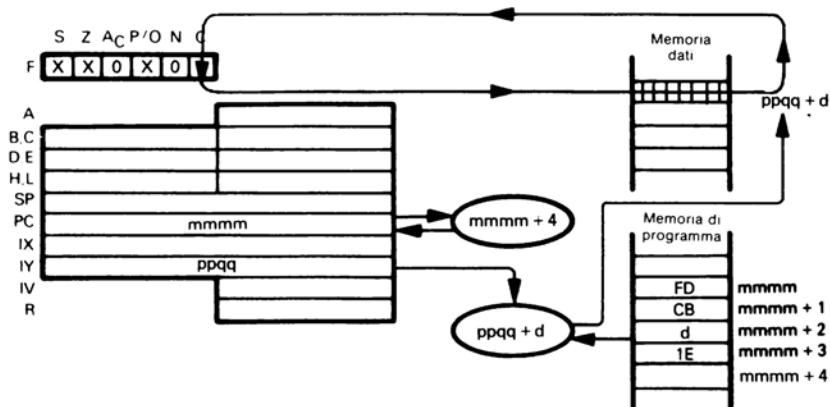 S Z AC P/O N C
F X X 0 X 0
Memoria
dati
ppqq + d
A
B,C
D E
H,L
SP
PC mmmm
mmmm + 4
IX
IY ppqq
IV
R
ppqq + d
Memoria di
programma
FD mmmm
CB mmmm + 1
d mmmm + 2
1E mmmm + 3
mmmm + 4